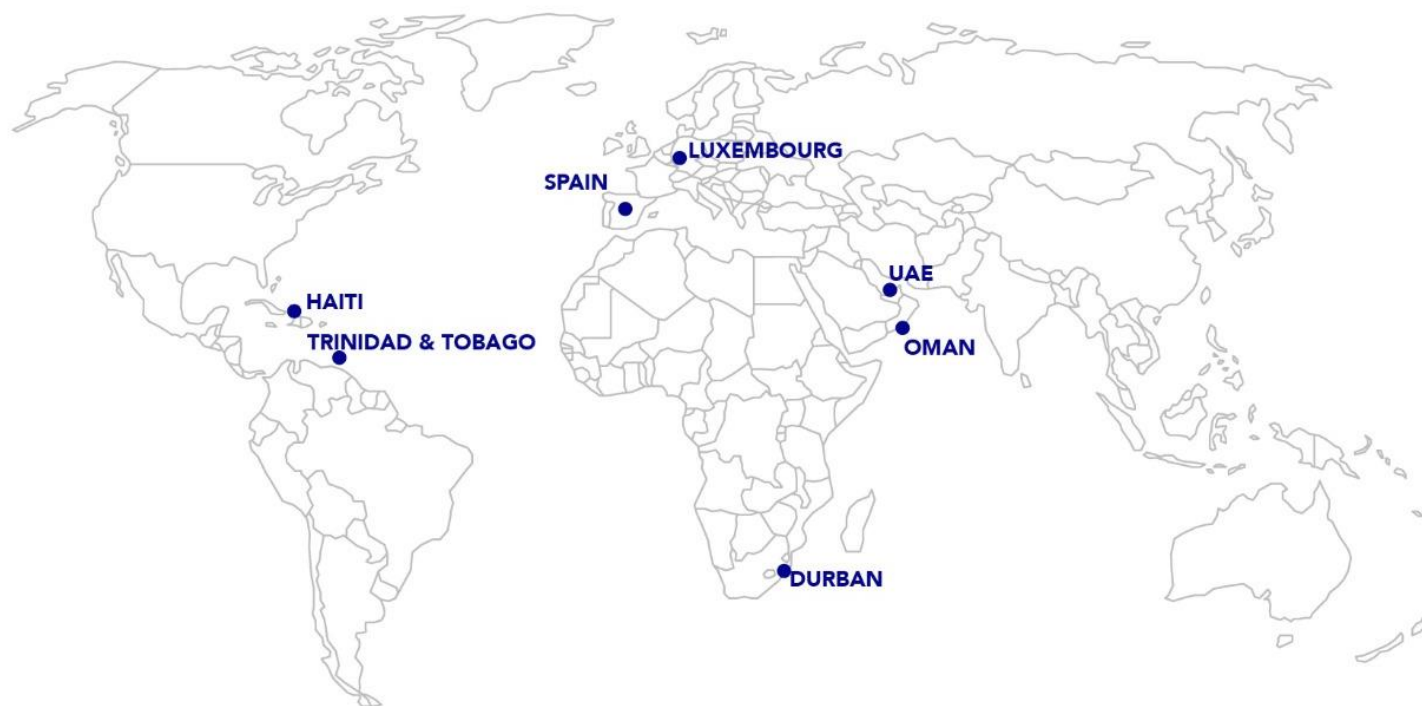 LUXEMBOURG
SPAIN
UAE
HAITI
TRINIDAD & TOBAGO
OMAN
DURBAN